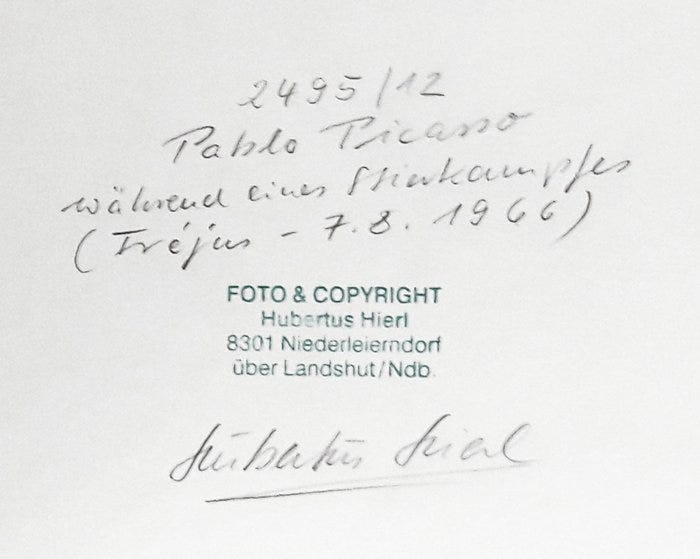 2495/12
Pablo Picasso
während eines Stierkampfes
(Fréjus - 7.8. 1966)
FOTO & COPYRIGHT
Hubertus Hierl
8301 Niederleierndorf
über Landshut/Ndb.
Hubertus Hierl